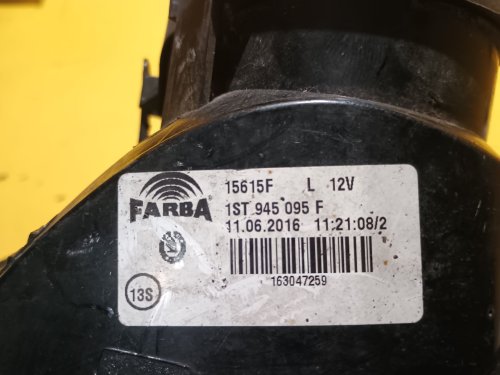 FARBA
15615F L 12V
1ST 945 095 F
11.06.2016 11:21:08/2
163047259
13S